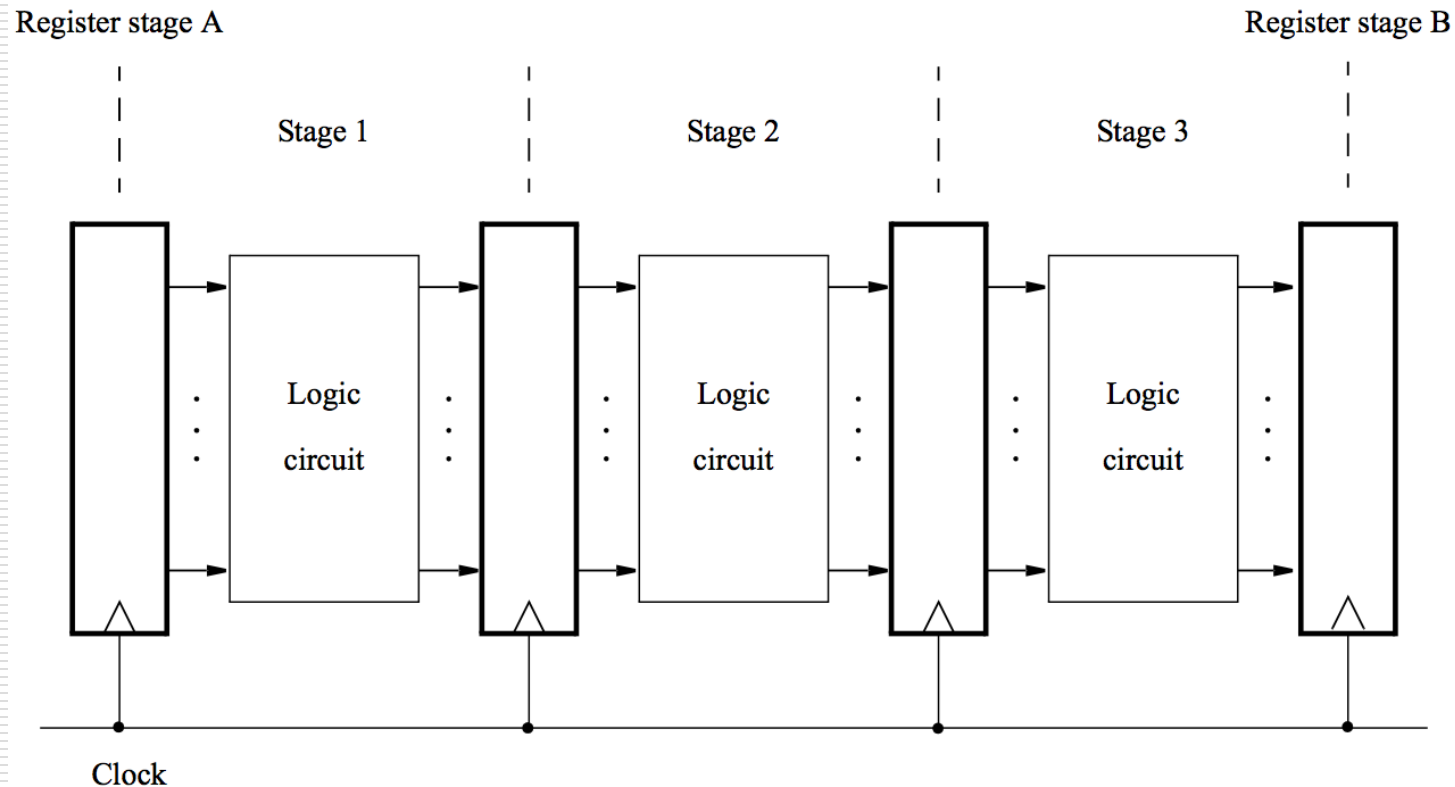 Register stage A
Register stage B
Stage 1
Stage 2
Stage 3
Logic
circuit
Logic
circuit
Logic
circuit
Clock